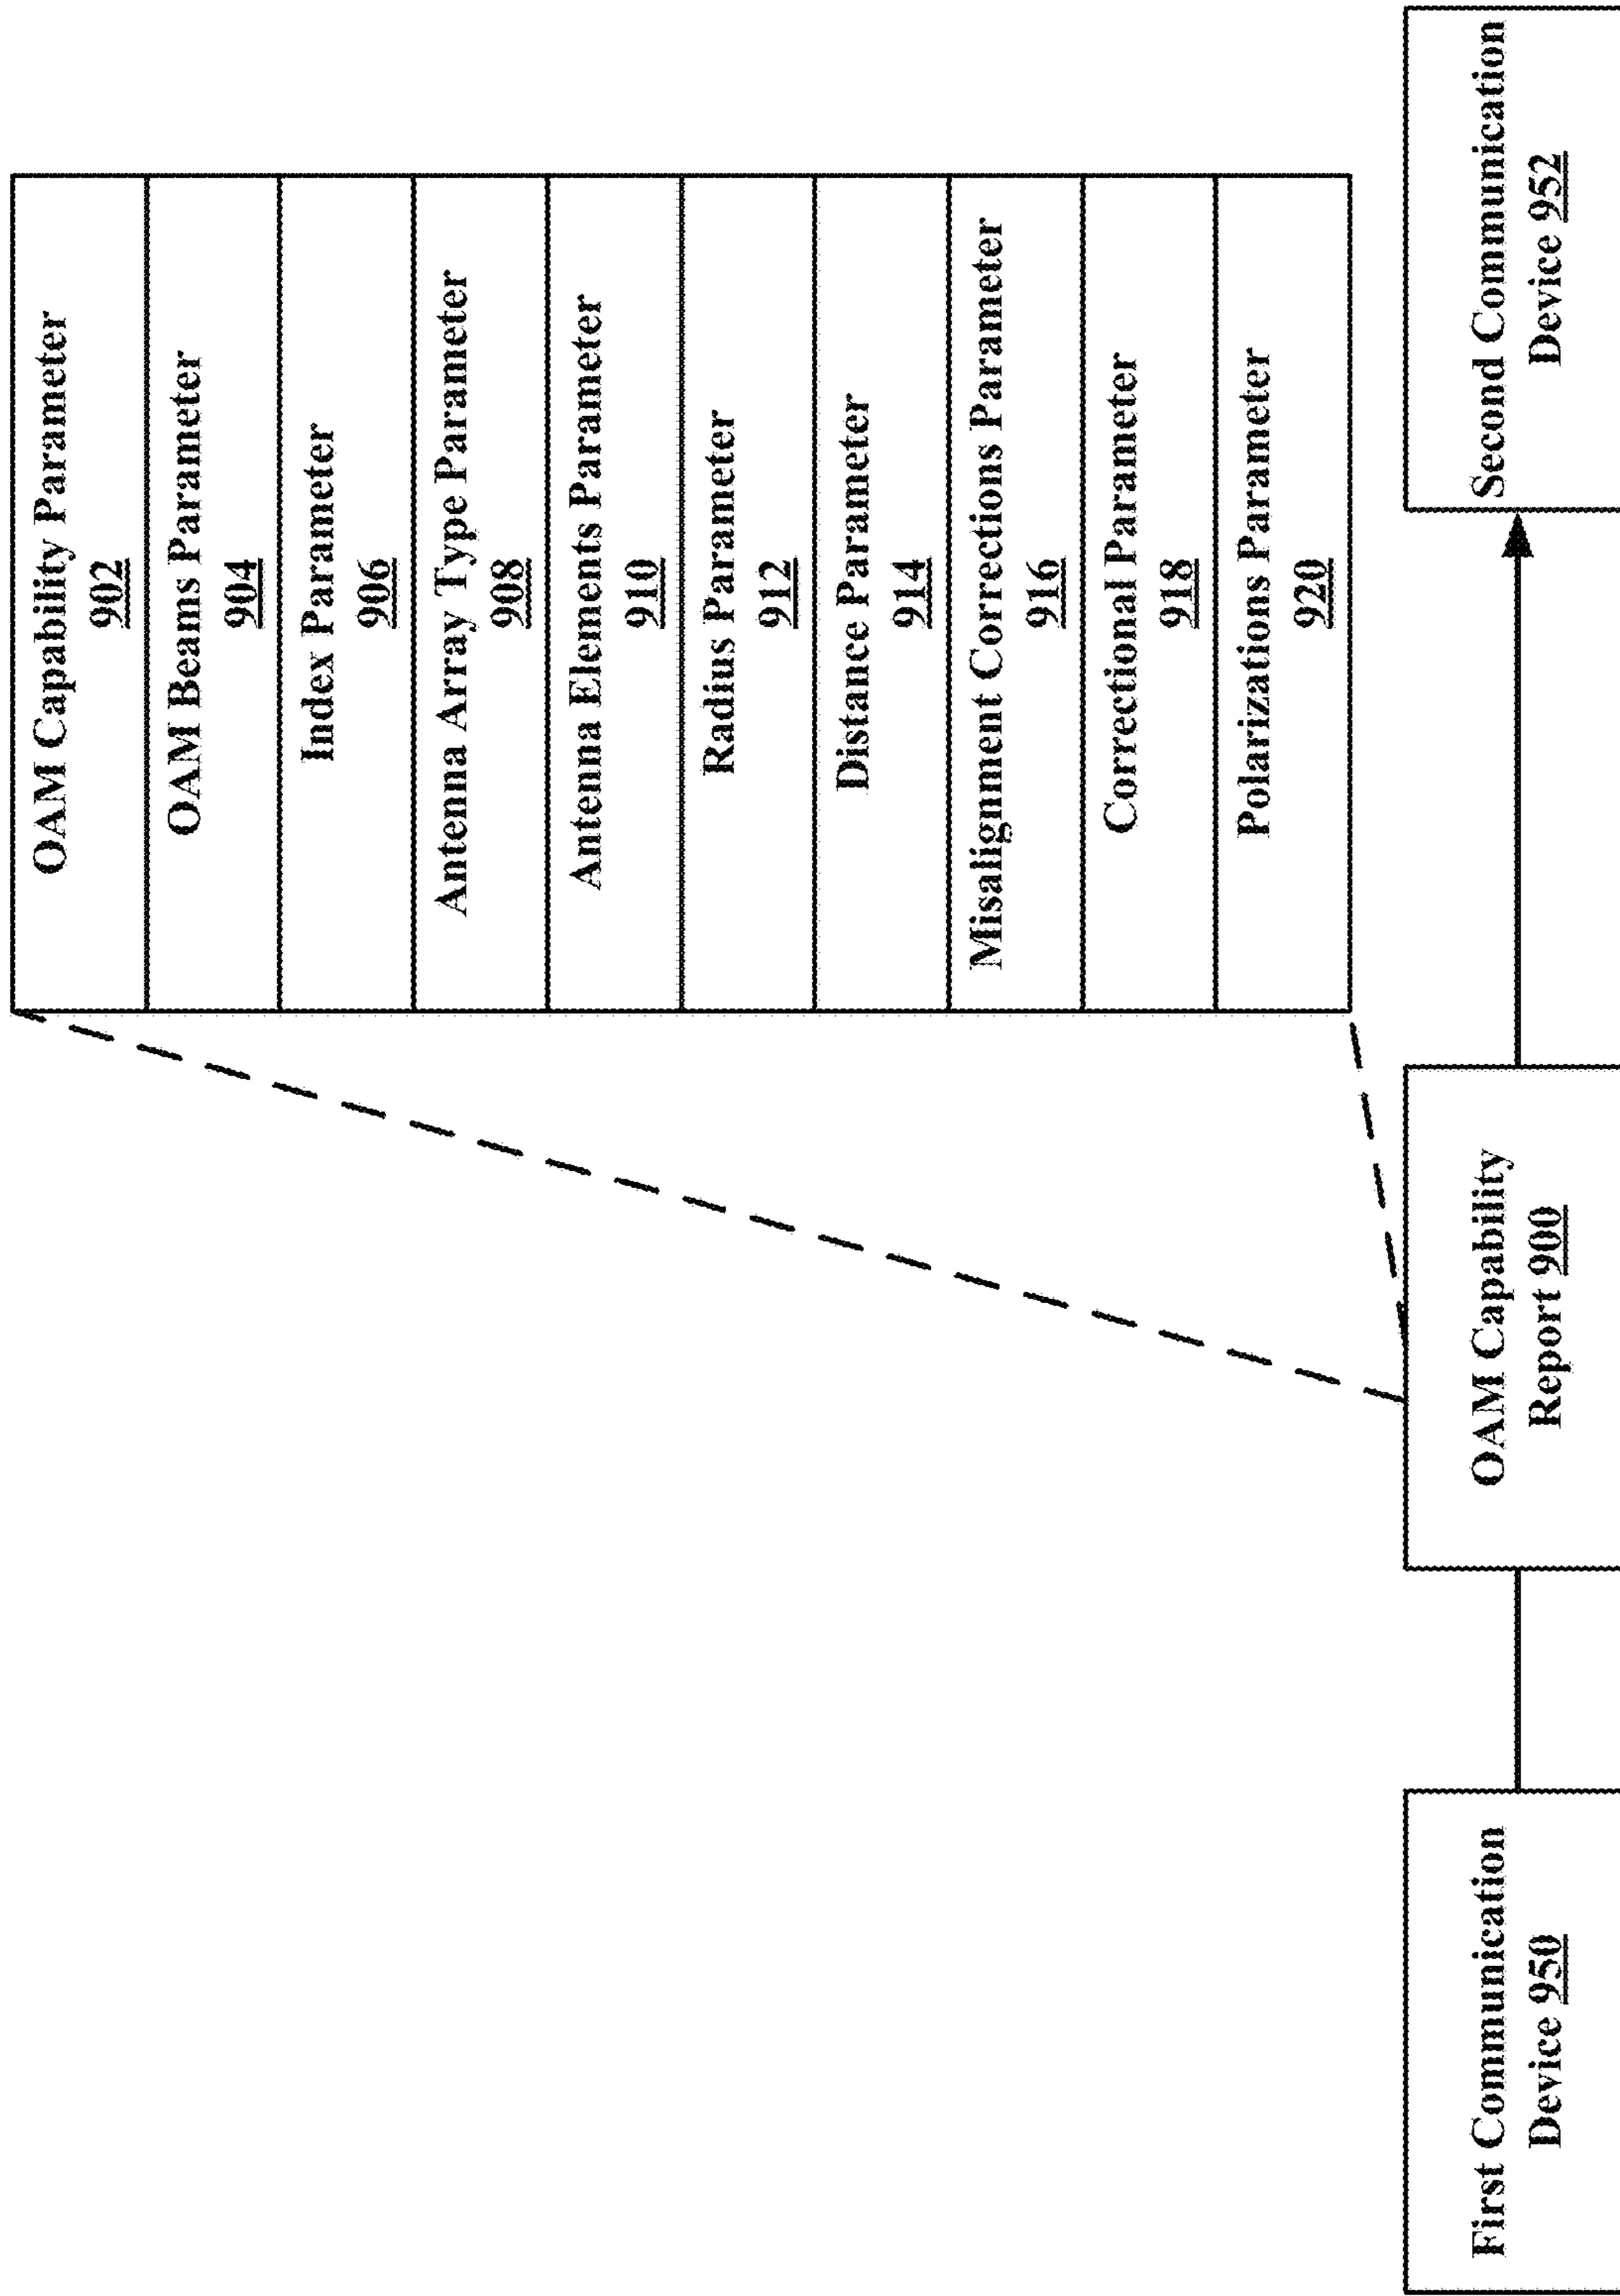 OAM Capability Parameter
902
OAM Beams Parameter
904
Index Parameter
906
Antenna Array Type Parameter
908
Antenna Elements Parameter
910
Radius Parameter
912
Distance Parameter
914
Misalignment Corrections Parameter
916
Correctional Parameter
918
Polarizations Parameter
920
First Communication
Device 950
OAM Capability
Report 900
Second Communication
Device 952